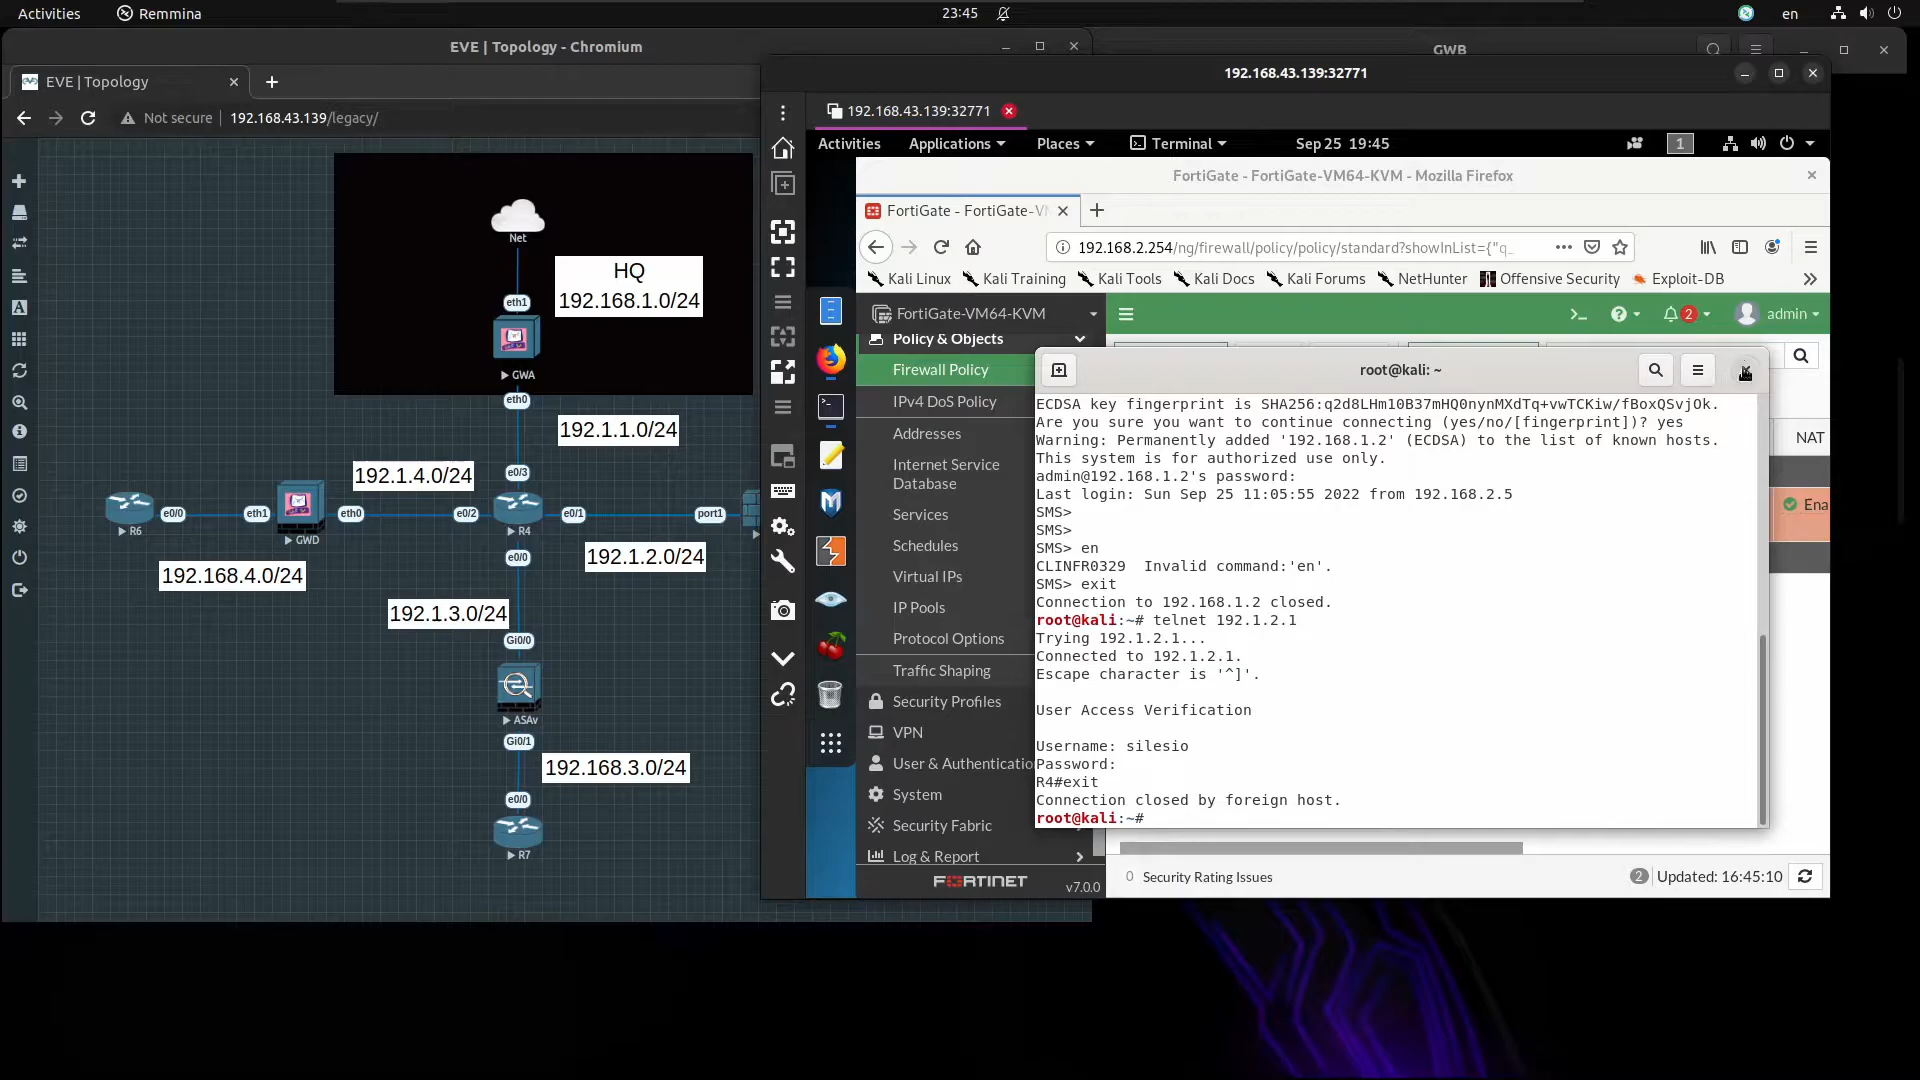 Activities
Remmina
23:45
en
EVE | Topology - Chromium
GWB
EVE | Topology
Not secure
192.168.43.139/legacy/
Net
HQ
192.168.1.0/24
eth1
GWA
eth0
192.1.1.0/24
192.1.4.0/24
e0/3
R6
e0/0
eth1
GWD
eth0
e0/2
R4
e0/1
port1
192.168.4.0/24
e0/0
192.1.2.0/24
192.1.3.0/24
Gi0/0
ASAv
Gi0/1
192.168.3.0/24
e0/0
R7
192.168.43.139:32771
192.168.43.139:32771
Activities
Applications
Places
Terminal
Sep 25 19:45
1
FortiGate - FortiGate-VM64-KVM - Mozilla Firefox
FortiGate - FortiGate-VM
192.168.2.254/ng/firewall/policy/policy/standard?showInList={"q_
Kali Linux
Kali Training
Kali Tools
Kali Docs
Kali Forums
NetHunter
Offensive Security
Exploit-DB
FortiGate-VM64-KVM
2
admin
Policy & Objects
Firewall Policy
IPv4 DoS Policy
Addresses
Internet Service
Database
Services
Schedules
Virtual IPs
IP Pools
Protocol Options
Traffic Shaping
Security Profiles
VPN
User & Authenticatio
System
Security Fabric
Log & Report
FORTINET
v7.0.0
NAT
Ena
root@kali: ~
ECDSA key fingerprint is SHA256:q2d8LHm10B37mHQ0nynMXdTq+vwTCKiw/fBoxQSvjOk.
Are you sure you want to continue connecting (yes/no/[fingerprint])? yes
Warning: Permanently added '192.168.1.2' (ECDSA) to the list of known hosts.
This system is for authorized use only.
admin@192.168.1.2's password:
Last login: Sun Sep 25 11:05:55 2022 from 192.168.2.5
SMS>
SMS>
SMS> en
CLINFR0329  Invalid command:'en'.
SMS> exit
Connection to 192.168.1.2 closed.
root@kali:~# telnet 192.1.2.1
Trying 192.1.2.1...
Connected to 192.1.2.1.
Escape character is '^]'.
User Access Verification
Username: silesio
Password:
R4#exit
Connection closed by foreign host.
root@kali:~#
0 Security Rating Issues
2
Updated: 16:45:10